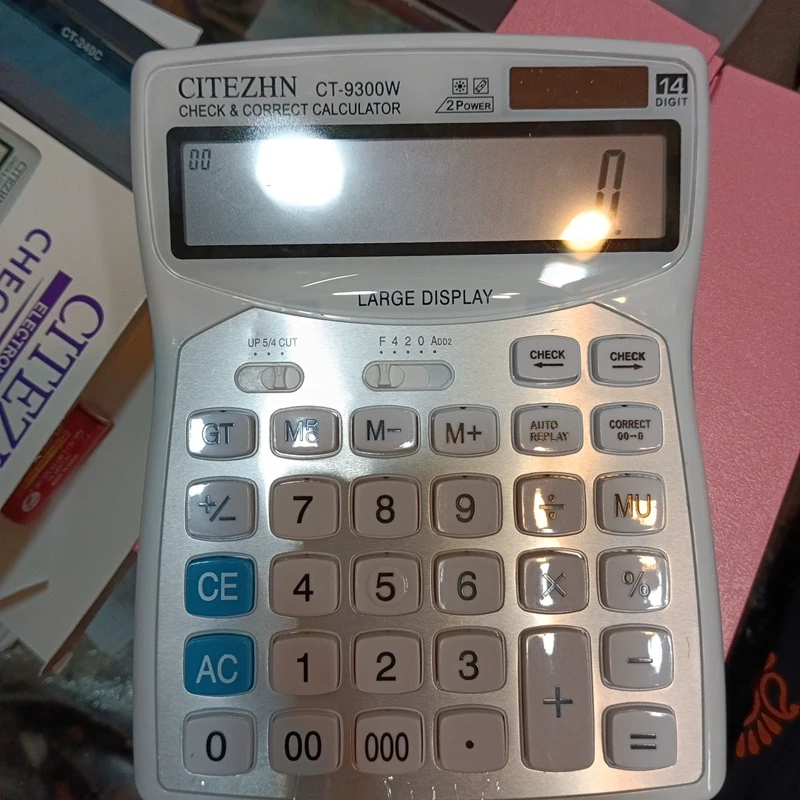 CT-240C
CITEZHN CT-9300W
CHECK & CORRECT CALCULATOR
2 POWER
14
DIGIT
00
0.
LARGE DISPLAY
UP 5/4 CUT
F 4 2 0 ADD2
CHECK
CHECK
GT
M-
M+
AUTO
REPLAY
CORRECT
00→0
+/−
7
8
9
÷
MU
CE
4
5
6
×
%
AC
1
2
3
+
−
0
00
000
.
=